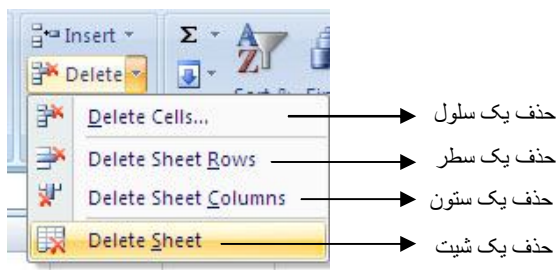 Insert
Delete
Delete Cells... حذف یک سلول
Delete Sheet Rows حذف یک سطر
Delete Sheet Columns حذف یک ستون
Delete Sheet حذف یک شیت